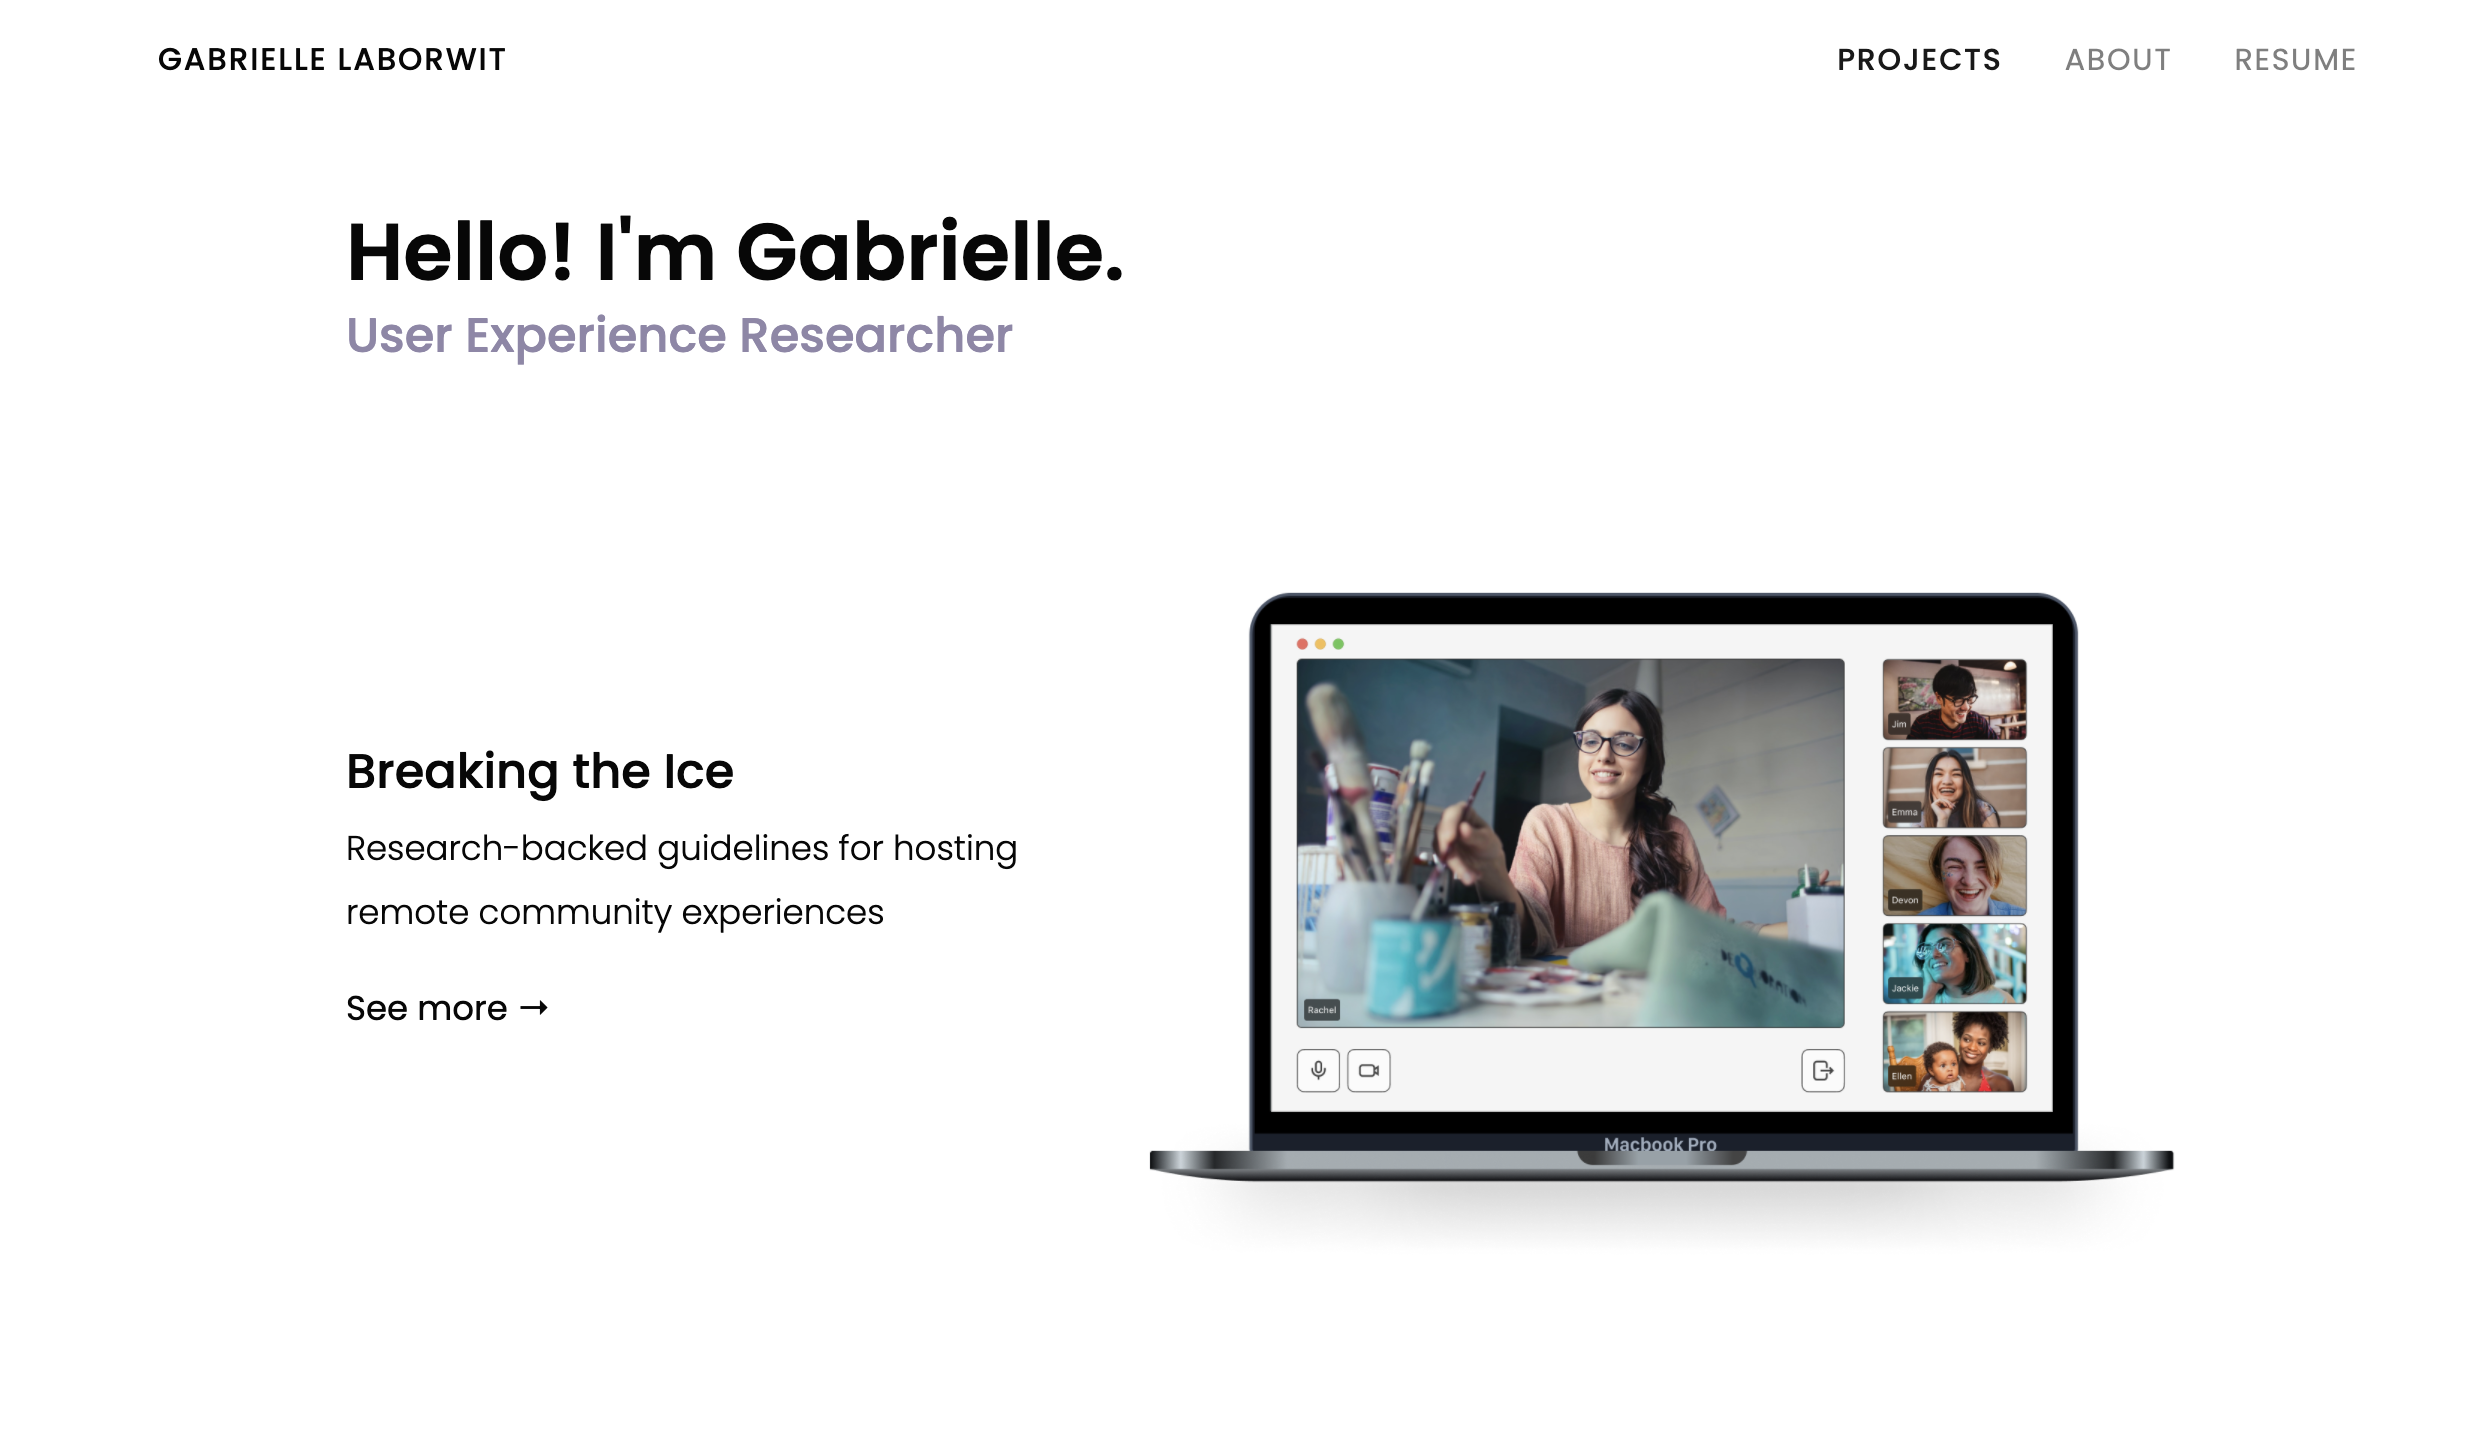 GABRIELLE LABORWIT
PROJECTS ABOUT RESUME
Hello! I'm Gabrielle.
User Experience Researcher
Breaking the Ice
Research-backed guidelines for hosting
remote community experiences
See more →
Rachel
Jim
Emma
Devon
Jackie
Ellen
Macbook Pro